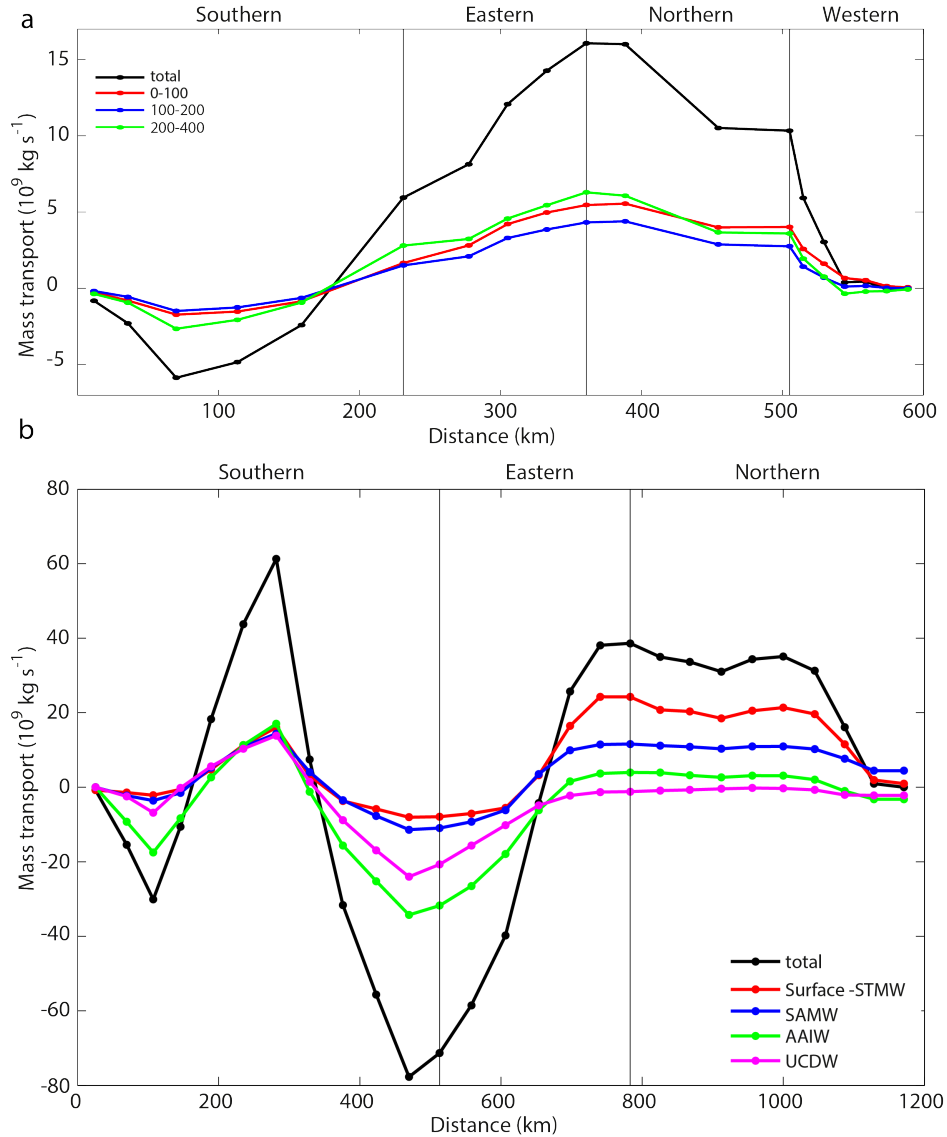 a
Southern Eastern Northern Western
15
10
5
0
-5
Mass transport (10⁹ kg s⁻¹)
total
0-100
100-200
200-400
100 200 300 400 500 600
Distance (km)
b
Southern Eastern Northern
80
60
40
20
0
-20
-40
-60
-80
Mass transport (10⁹ kg s⁻¹)
total
Surface -STMW
SAMW
AAIW
UCDW
0 200 400 600 800 1000 1200
Distance (km)